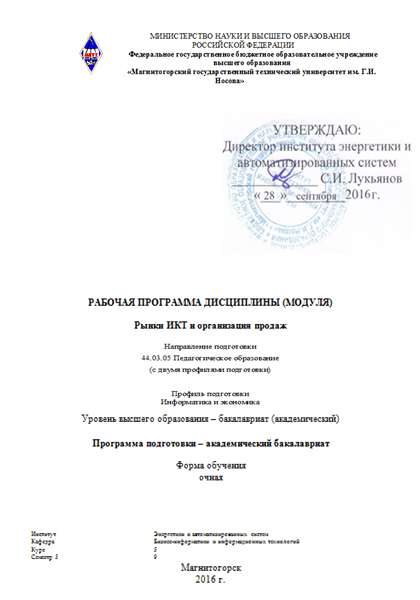 МИНИСТЕРСТВО НАУКИ И ВЫСШЕГО ОБРАЗОВАНИЯ
РОССИЙСКОЙ ФЕДЕРАЦИИ
Федеральное государственное бюджетное образовательное учреждение
высшего образования
«Магнитогорский государственный технический университет им. Г.И.
Носова»
УТВЕРЖДАЮ:
Директор института энергетики и
автоматизированных систем
С.И. Лукьянов
« 28 » сентября 2016 г.
РАБОЧАЯ ПРОГРАММА ДИСЦИПЛИНЫ (МОДУЛЯ)
Рынки ИКТ и организация продаж
Направление подготовки
44.03.05 Педагогическое образование
(с двумя профилями подготовки)
Профиль подготовки
Информатика и экономика
Уровень высшего образования – бакалавриат (академический)
Программа подготовки – академический бакалавриат
Форма обучения
очная
Институт Энергетики и автоматизированных систем
Кафедра Бизнес-информатики и информационных технологий
Курс 5
Семестр 5 9
Магнитогорск
2016 г.